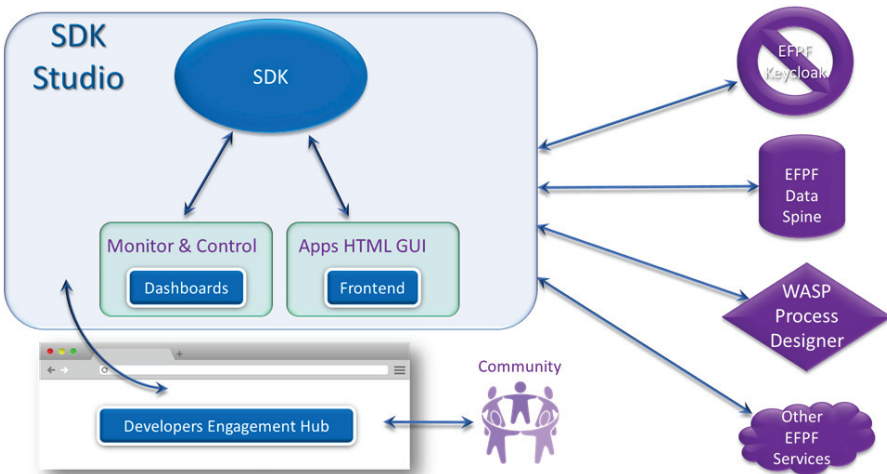 SDK
Studio
SDK
Monitor & Control
Dashboards
Apps HTML GUI
Frontend
EFPF
Keycloak
EFPF
Data
Spine
WASP
Process
Designer
Other
EFPF
Services
Developers Engagement Hub
Community